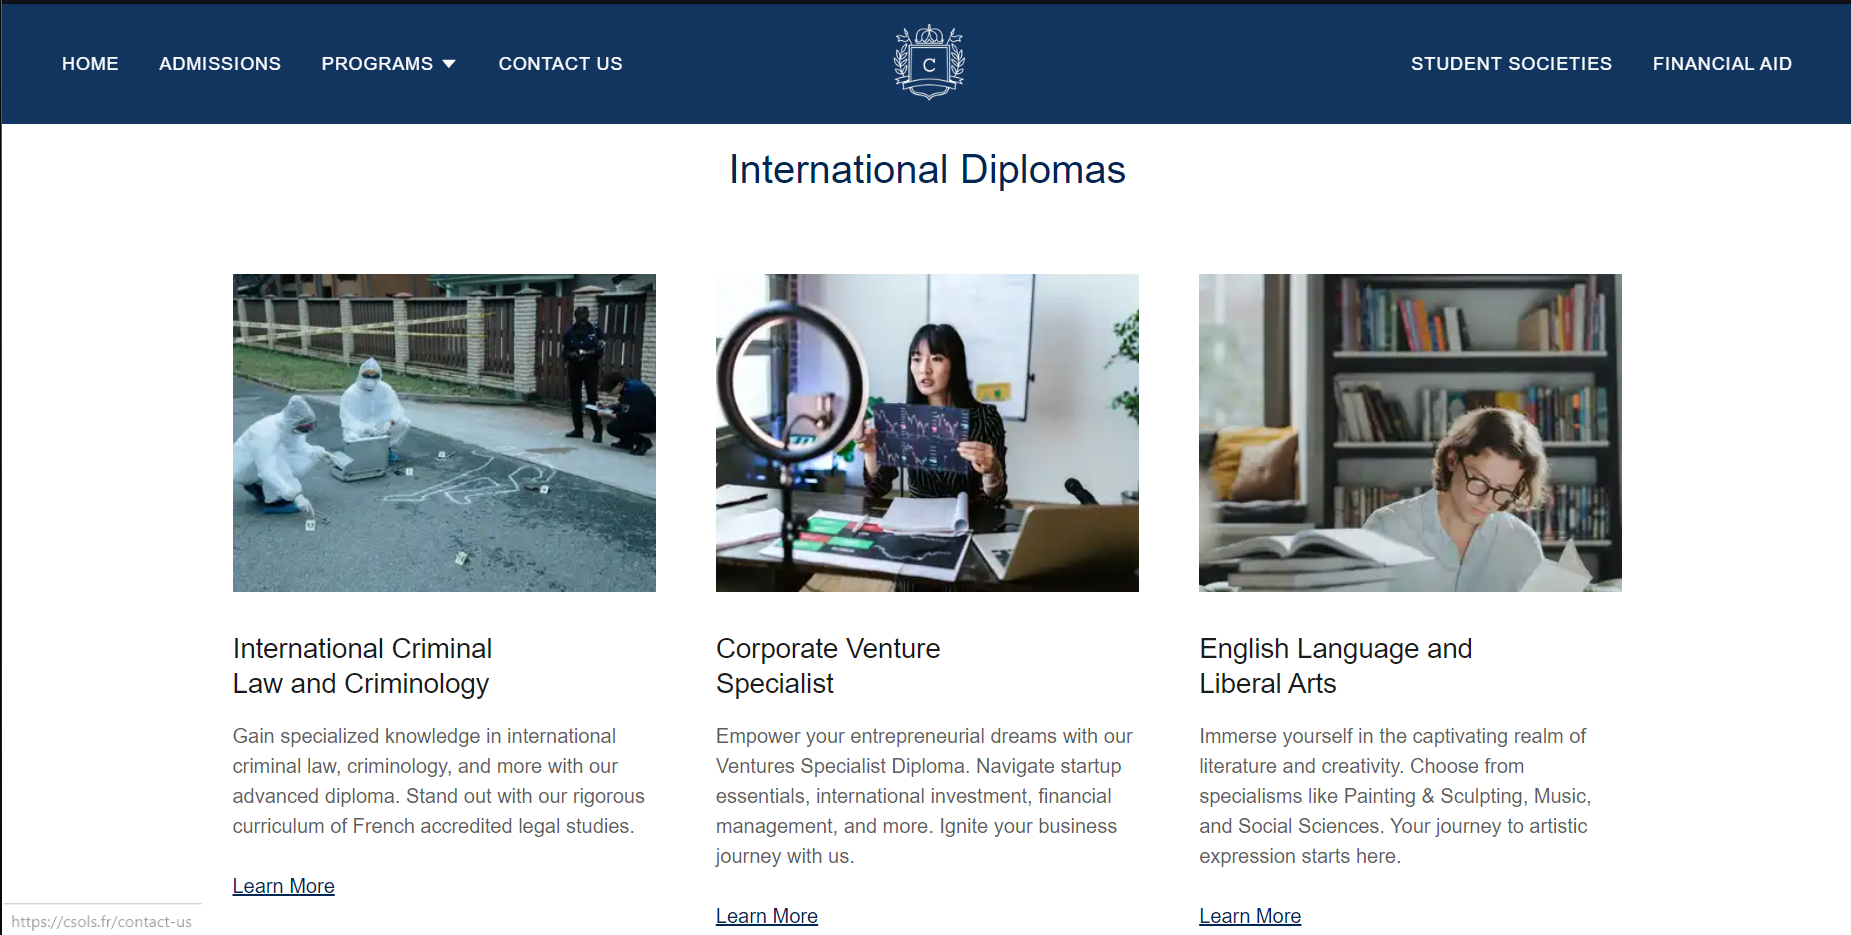 HOME ADMISSIONS PROGRAMS CONTACT US C STUDENT SOCIETIES FINANCIAL AID
International Diplomas
International Criminal
Law and Criminology
Gain specialized knowledge in international
criminal law, criminology, and more with our
advanced diploma. Stand out with our rigorous
curriculum of French accredited legal studies.
Learn More
Corporate Venture
Specialist
Empower your entrepreneurial dreams with our
Ventures Specialist Diploma. Navigate startup
essentials, international investment, financial
management, and more. Ignite your business
journey with us.
Learn More
English Language and
Liberal Arts
Immerse yourself in the captivating realm of
literature and creativity. Choose from
specialisms like Painting & Sculpting, Music,
and Social Sciences. Your journey to artistic
expression starts here.
Learn More
https://csols.fr/contact-us